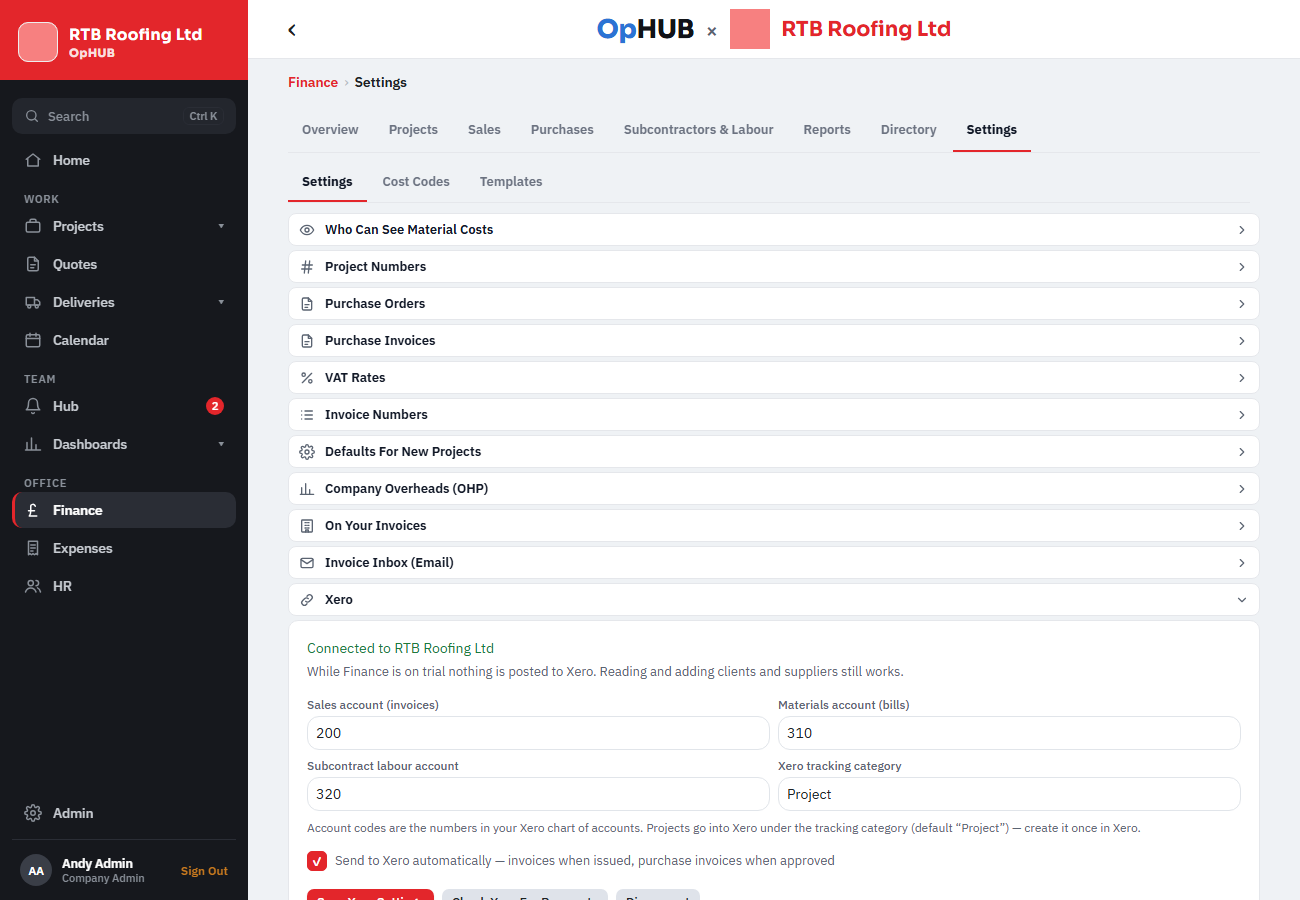 RTB Roofing Ltd
OpHUB
Search Ctrl K
Home
WORK
Projects
Quotes
Deliveries
Calendar
TEAM
Hub 2
Dashboards
OFFICE
£ Finance
Expenses
HR
Admin
AA Andy Admin
Company Admin
Sign Out
OpHUB × RTB Roofing Ltd
Finance › Settings
Overview Projects Sales Purchases Subcontractors & Labour Reports Directory Settings
Settings Cost Codes Templates
Who Can See Material Costs
# Project Numbers
Purchase Orders
Purchase Invoices
% VAT Rates
Invoice Numbers
Defaults For New Projects
Company Overheads (OHP)
On Your Invoices
Invoice Inbox (Email)
Xero
Connected to RTB Roofing Ltd
While Finance is on trial nothing is posted to Xero. Reading and adding clients and suppliers still works.
Sales account (invoices) Materials account (bills)
200 310
Subcontract labour account Xero tracking category
320 Project
Account codes are the numbers in your Xero chart of accounts. Projects go into Xero under the tracking category (default “Project”) — create it once in Xero.
Send to Xero automatically — invoices when issued, purchase invoices when approved